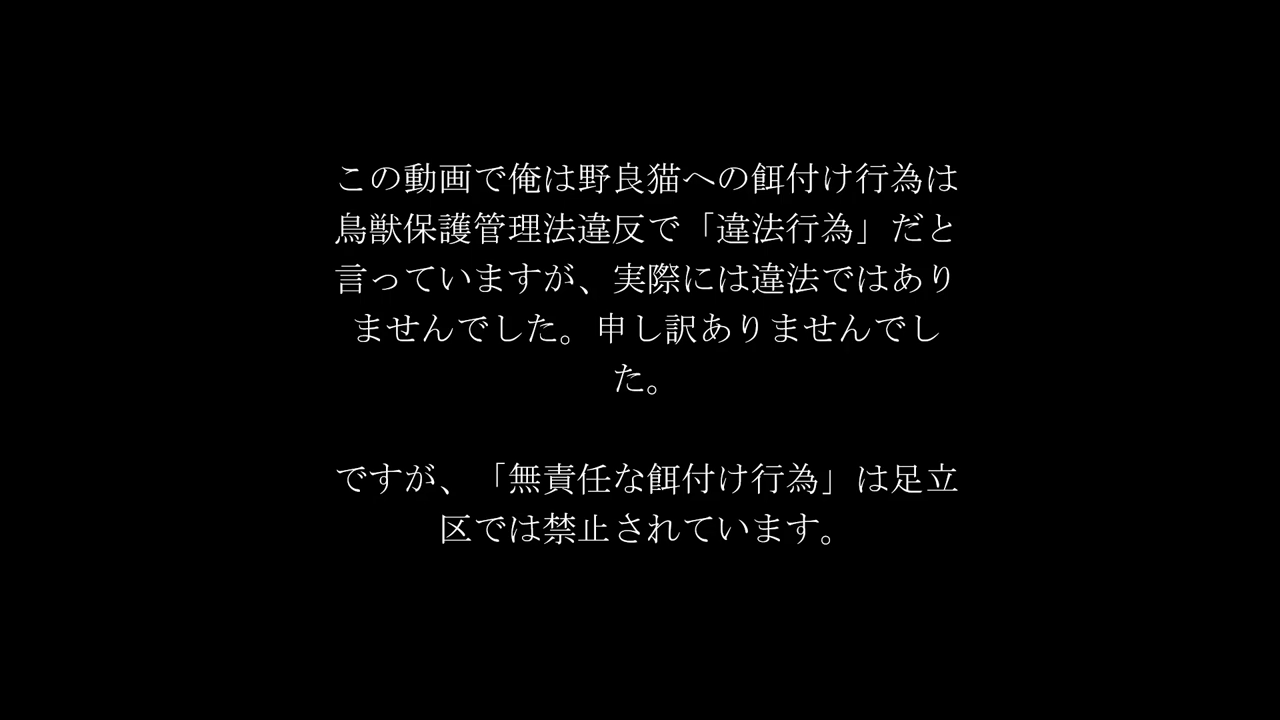 この動画で俺は野良猫への餌付け行為は
鳥獣保護管理法違反で「違法行為」だと
言っていますが、実際には違法ではあり
ませんでした。申し訳ありませんでし
た。
ですが、「無責任な餌付け行為」は足立
区では禁止されています。